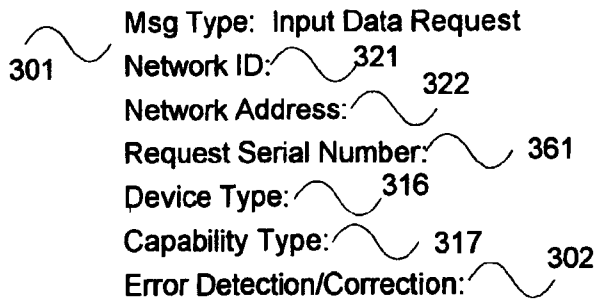 301 Msg Type: Input Data Request
Network ID: 321
Network Address: 322
Request Serial Number: 361
Device Type: 316
Capability Type: 317
Error Detection/Correction: 302